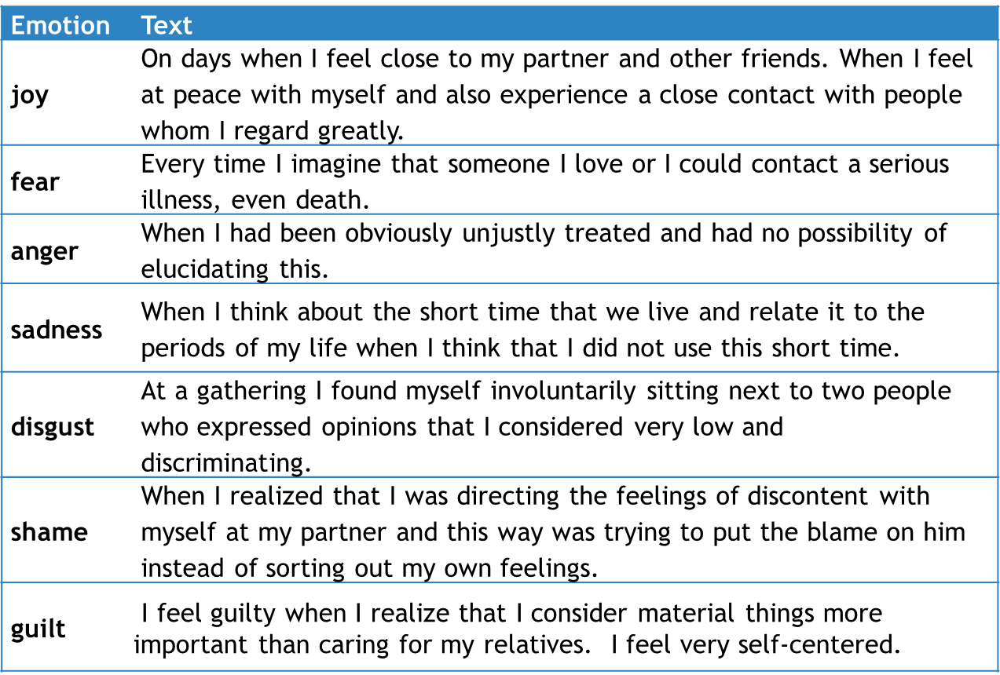 Emotion Text
On days when I feel close to my partner and other friends. When I feel
joy at peace with myself and also experience a close contact with people
whom I regard greatly.
Every time I imagine that someone I love or I could contact a serious
fear
illness, even death.
When I had been obviously unjustly treated and had no possibility of
anger
elucidating this.
When I think about the short time that we live and relate it to the
sadness
periods of my life when I think that I did not use this short time.
At a gathering I found myself involuntarily sitting next to two people
disgust who expressed opinions that I considered very low and
discriminating.
When I realized that I was directing the feelings of discontent with
shame myself at my partner and this way was trying to put the blame on him
instead of sorting out my own feelings.
I feel guilty when I realize that I consider material things more
guilt
important than caring for my relatives. I feel very self-centered.